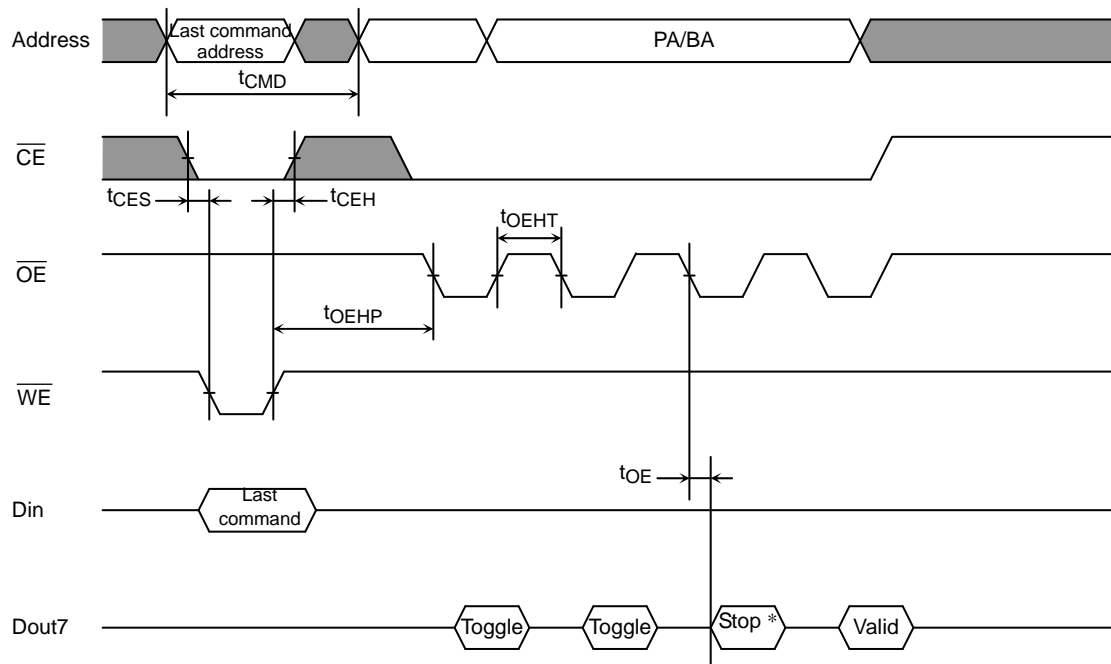 Address
Last command
address
PA/BA
tCMD
CE
tCES
tCEH
tOEHT
OE
tOEHP
WE
tOE
Din
Last
command
Dout7
Toggle
Toggle
Stop *
Valid